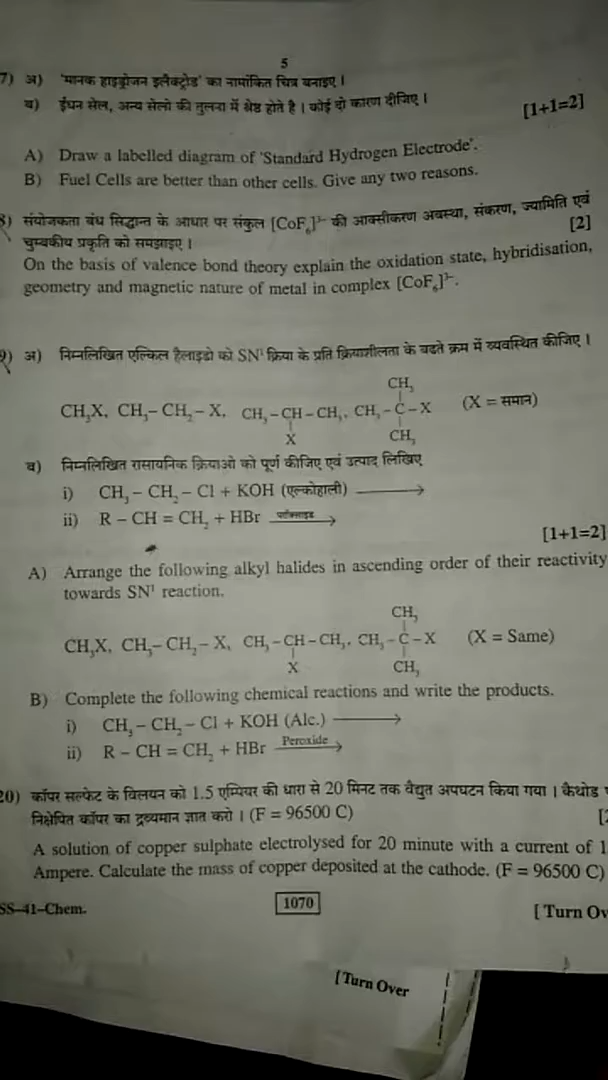 5
7) अ) 'मानक हाइड्रोजन इलैक्ट्रोड' का नामांकित चित्र बनाइए ।
ब) ईंधन सेल, अन्य सेलो की तुलना में श्रेष्ठ होते है । कोई दो कारण दीजिए ।
[1+1=2]
A) Draw a labelled diagram of 'Standard Hydrogen Electrode'.
B) Fuel Cells are better than other cells. Give any two reasons.
8) संयोजकता बंध सिद्धान्त के आधार पर संकुल [CoF₆]³⁻ की आक्सीकरण अवस्था, संकरण, ज्यामिति एवं
चुम्बकीय प्रकृति को समझाइए ।
[2]
On the basis of valence bond theory explain the oxidation state, hybridisation,
geometry and magnetic nature of metal in complex [CoF₆]³⁻.
9) अ) निम्नलिखित एल्किल हैलाइडो को SN¹ क्रिया के प्रति क्रियाशीलता के बढते क्रम में व्यवस्थित कीजिए ।
CH₃
CH₃X, CH₃– CH₂ – X, CH₃ – CH – CH₃, CH₃ – C – X (X = समान)
X CH₃
ब) निम्नलिखित रासायनिक क्रियाओ को पूर्ण कीजिए एवं उत्पाद लिखिए
i) CH₃ – CH₂ – Cl + KOH (एल्कोहाली) ⟶
ii) R – CH = CH₂ + HBr परॉक्साइड ⟶
[1+1=2]
A) Arrange the following alkyl halides in ascending order of their reactivity
towards SN¹ reaction.
CH₃
CH₃X, CH₃– CH₂ – X, CH₃ – CH – CH₃, CH₃ – C – X (X = Same)
X CH₃
B) Complete the following chemical reactions and write the products.
i) CH₃ – CH₂ – Cl + KOH (Alc.) ⟶
ii) R – CH = CH₂ + HBr Peroxide ⟶
20) कॉपर सल्फेट के विलयन को 1.5 एम्पियर की धारा से 20 मिनट तक वैद्युत अपघटन किया गया । कैथोड
निक्षेपित कॉपर का द्रव्यमान ज्ञात करो । (F = 96500 C)
[2
A solution of copper sulphate electrolysed for 20 minute with a current of 1
Ampere. Calculate the mass of copper deposited at the cathode. (F = 96500 C)
SS–41–Chem.
1070
[ Turn Ov
[ Turn Over